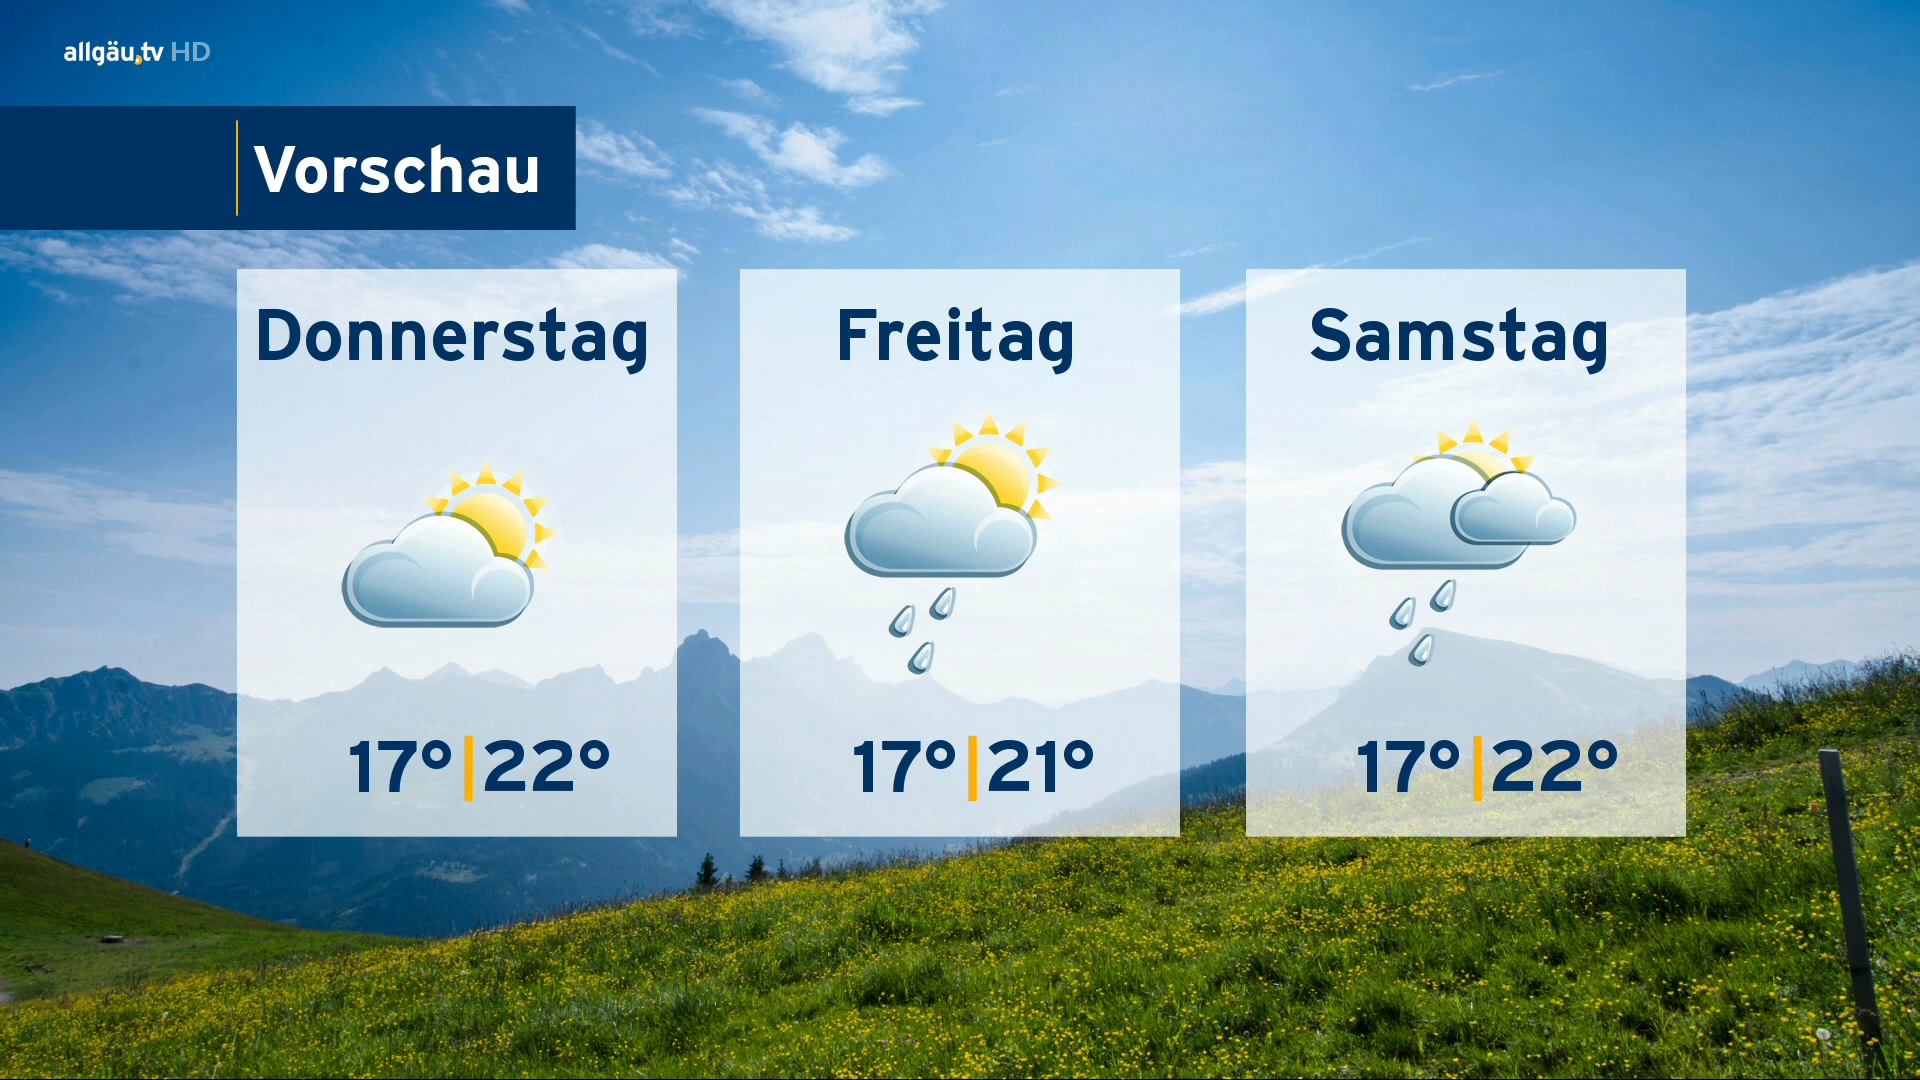 allgäu.tv HD
Vorschau
Donnerstag
Freitag
Samstag
17°|22°
17°|21°
17°|22°